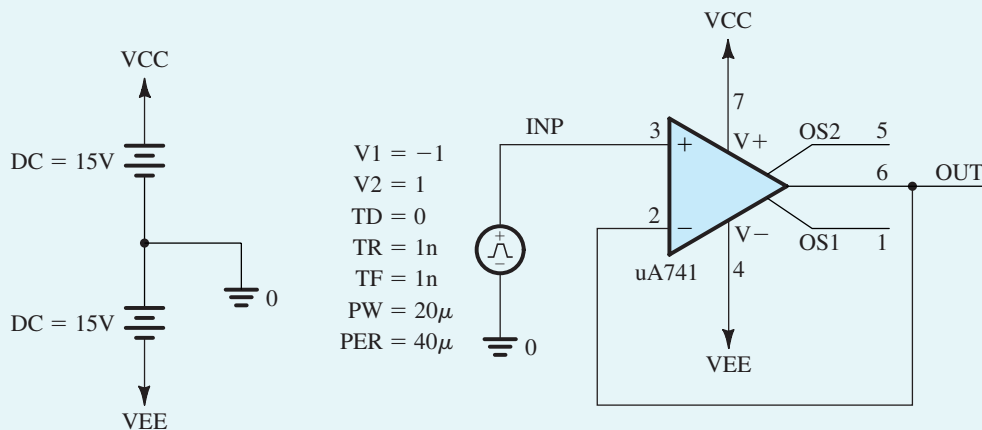 VCC
DC = 15V
0
DC = 15V
VEE
V1 = −1
V2 = 1
TD = 0
TR = 1n
TF = 1n
PW = 20μ
PER = 40μ
INP
+
−
0
VCC
7
3
+
V+
OS2
5
6
OUT
2
−
V−
OS1
1
uA741
4
VEE